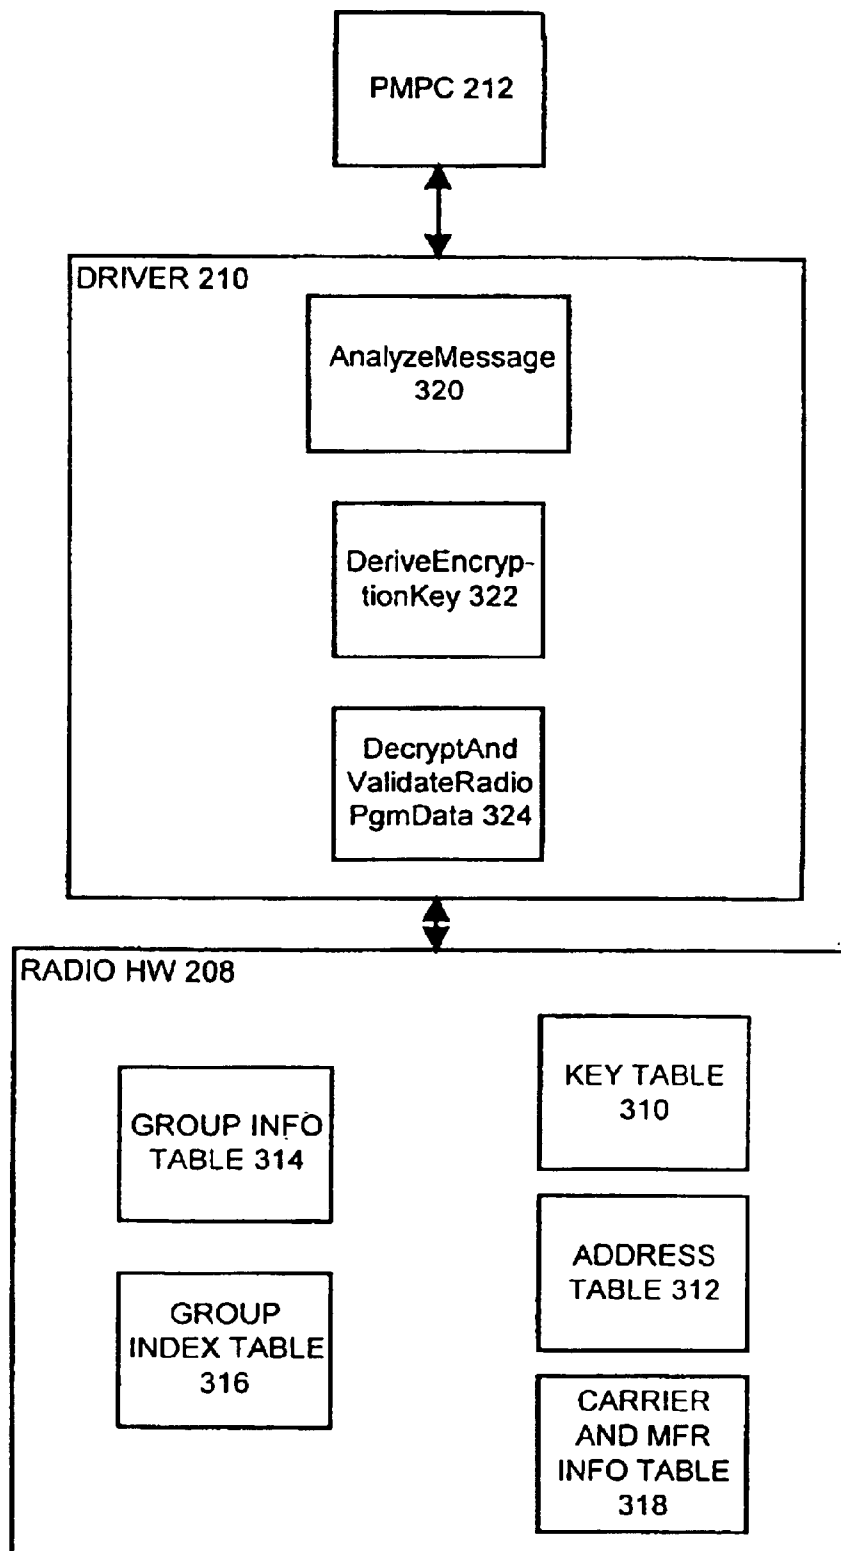 PMPC 212
DRIVER 210
AnalyzeMessage
320
DeriveEncryp-
tionKey 322
DecryptAnd
ValidateRadio
PgmData 324
RADIO HW 208
GROUP INFO
TABLE 314
GROUP
INDEX TABLE
316
KEY TABLE
310
ADDRESS
TABLE 312
CARRIER
AND MFR
INFO TABLE
318